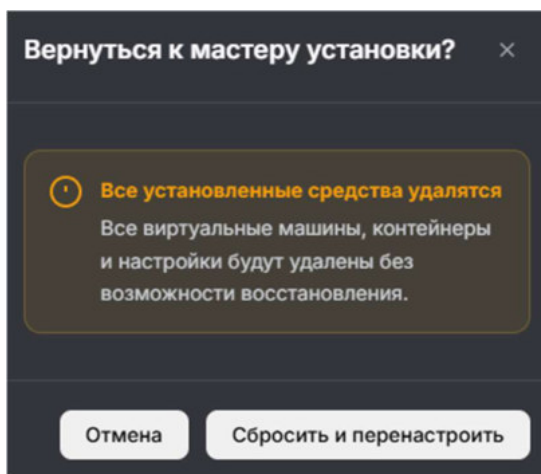 Вернуться к мастеру установки?
Все установленные средства удалятся
Все виртуальные машины, контейнеры
и настройки будут удалены без
возможности восстановления.
Отмена
Сбросить и перенастроить